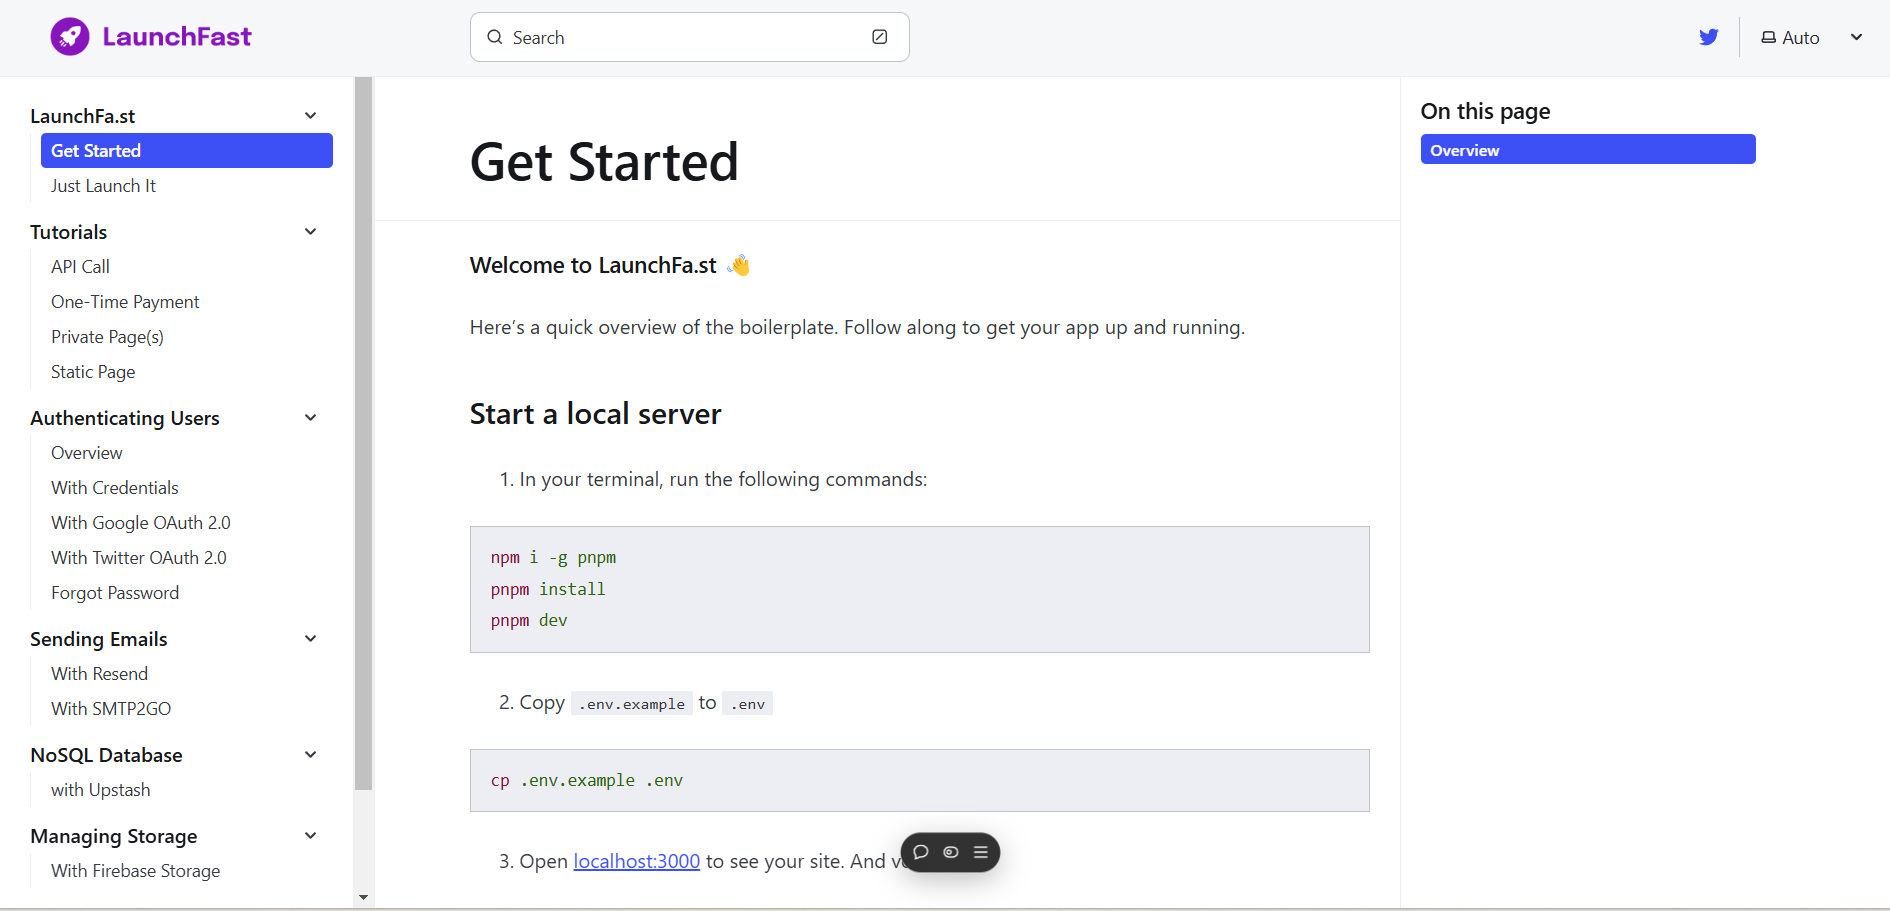 LaunchFast
Search
Auto
LaunchFa.st
Get Started
Just Launch It
Tutorials
API Call
One-Time Payment
Private Page(s)
Static Page
Authenticating Users
Overview
With Credentials
With Google OAuth 2.0
With Twitter OAuth 2.0
Forgot Password
Sending Emails
With Resend
With SMTP2GO
NoSQL Database
with Upstash
Managing Storage
With Firebase Storage
Get Started
Welcome to LaunchFa.st 👋
Here’s a quick overview of the boilerplate. Follow along to get your app up and running.
Start a local server
1. In your terminal, run the following commands:
npm i -g pnpm
pnpm install
pnpm dev
2. Copy .env.example to .env
cp .env.example .env
3. Open localhost:3000 to see your site. And
On this page
Overview